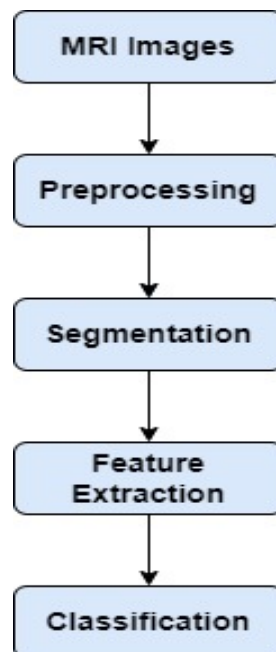 MRI Images
Preprocessing
Segmentation
Feature
Extraction
Classification